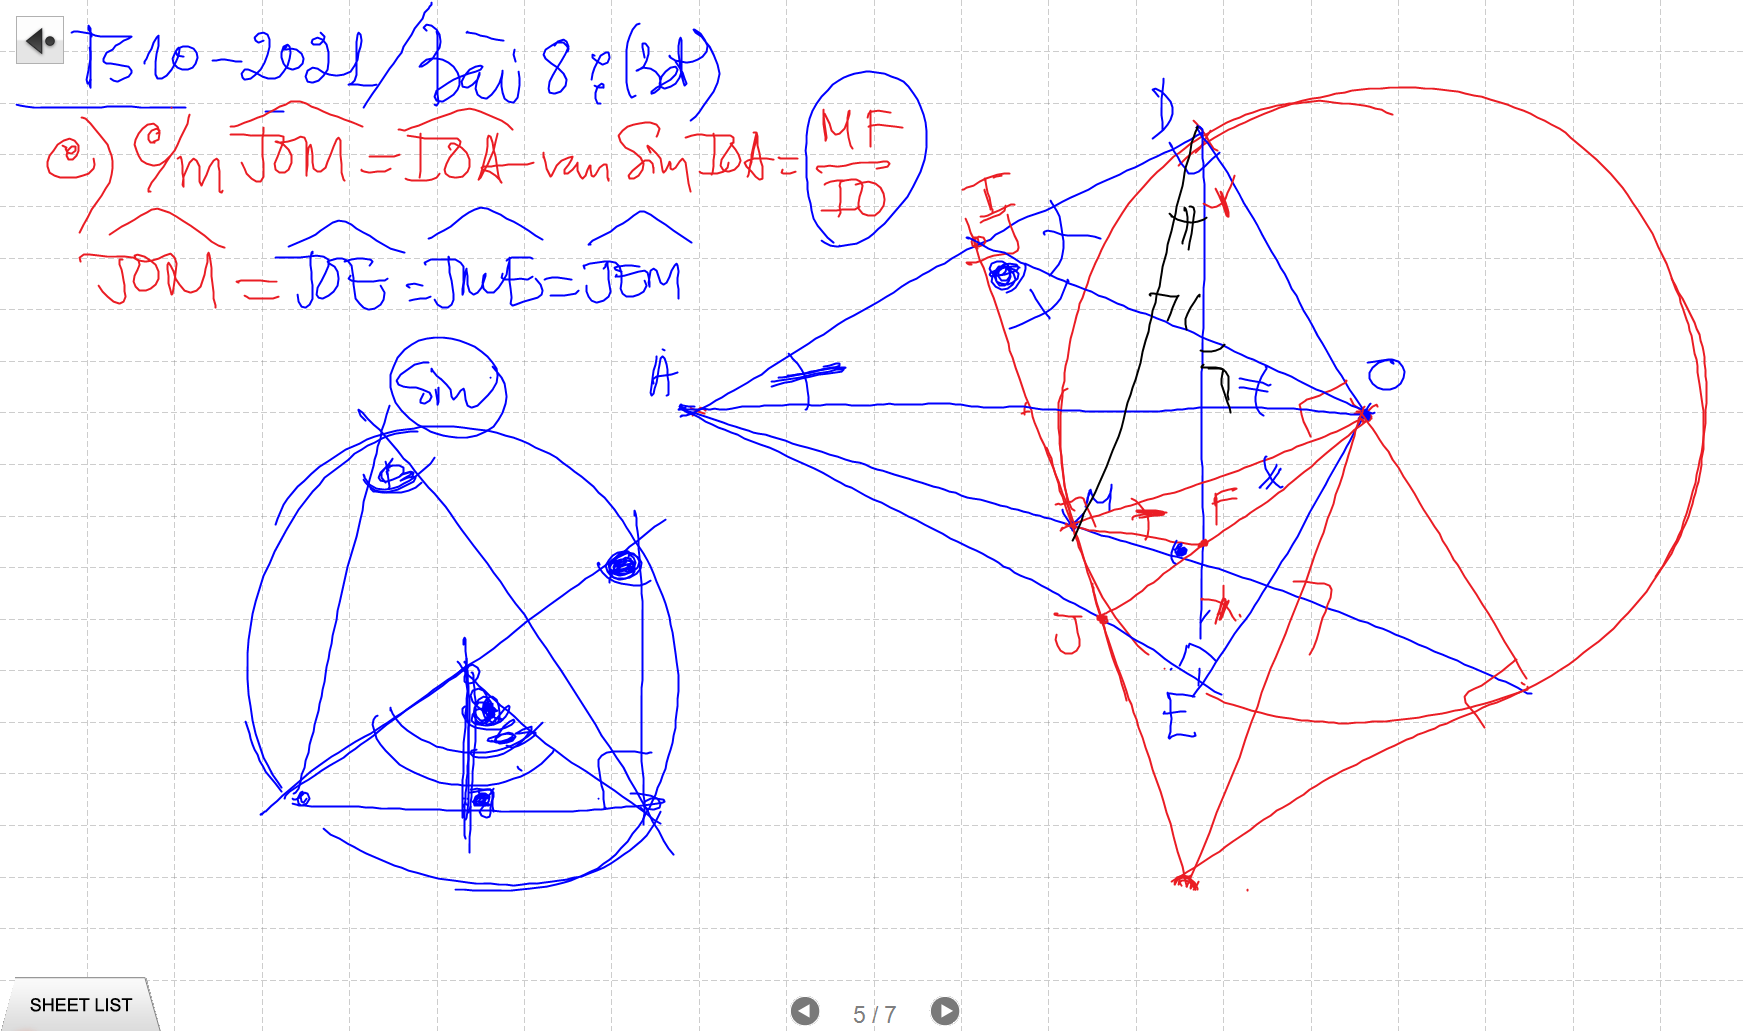 TS10-2021/Bài 8: (3đ)
c) C/m JOM = IOA và sin IOA = MF/IO
JOM = JOE = JME = JEM
Sin
D
I
A
O
M
F
J
E
SHEET LIST
5 / 7